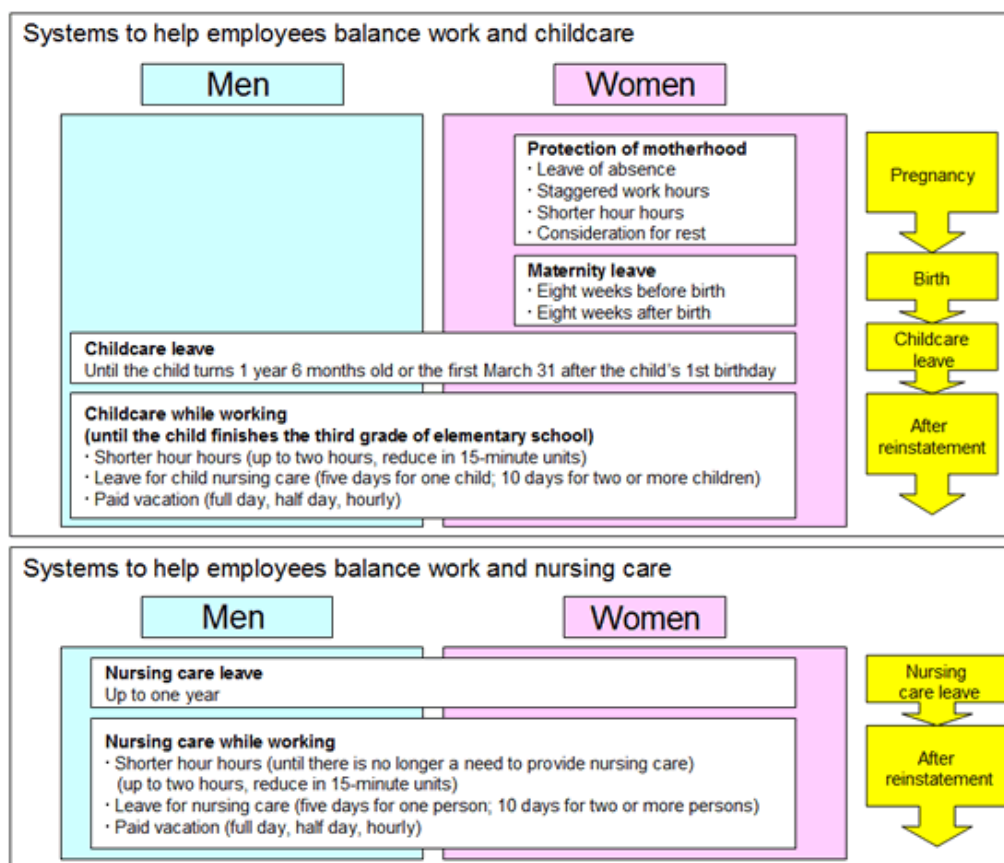 Systems to help employees balance work and childcare
Men
Women
Protection of motherhood
・Leave of absence
・Staggered work hours
・Shorter hour hours
・Consideration for rest
Pregnancy
Maternity leave
・Eight weeks before birth
・Eight weeks after birth
Birth
Childcare leave
Until the child turns 1 year 6 months old or the first March 31 after the child's 1st birthday
Childcare
leave
Childcare while working
(until the child finishes the third grade of elementary school)
・Shorter hour hours (up to two hours, reduce in 15-minute units)
・Leave for child nursing care (five days for one child; 10 days for two or more children)
・Paid vacation (full day, half day, hourly)
After
reinstatement
Systems to help employees balance work and nursing care
Men
Women
Nursing care leave
Up to one year
Nursing
care leave
Nursing care while working
・Shorter hour hours (until there is no longer a need to provide nursing care)
(up to two hours, reduce in 15-minute units)
・Leave for nursing care (five days for one person; 10 days for two or more persons)
・Paid vacation (full day, half day, hourly)
After
reinstatement